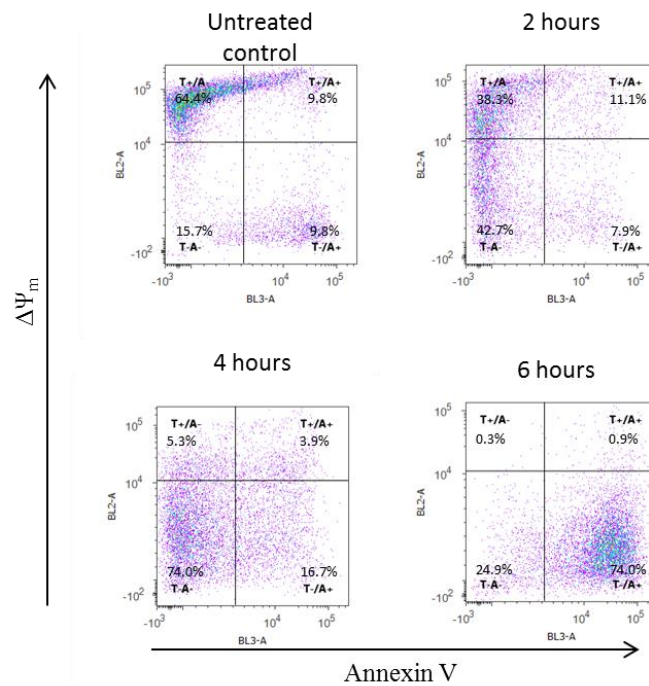 Untreated
control
2 hours
T+/A-
64.4%
T+/A+
9.8%
15.7%
T-A-
9.8%
T-/A+
10⁵
10⁴
-10²
BL2-A
-10³
10⁴
10⁵
BL3-A
T+/A-
38.3%
T+/A+
11.1%
42.7%
T-A-
7.9%
T-/A+
10⁵
10⁴
-10²
BL2-A
-10³
10⁴
10⁵
BL3-A
ΔΨm
4 hours
6 hours
T+/A-
5.3%
T+/A+
3.9%
74.0%
T-A-
16.7%
T-/A+
10⁵
10⁴
-10²
BL2-A
-10³
10⁴
10⁵
BL3-A
T+/A-
0.3%
T+/A+
0.9%
24.9%
T-A-
74.0%
T-/A+
10⁵
10⁴
-10²
BL2-A
-10³
10⁴
10⁵
BL3-A
Annexin V